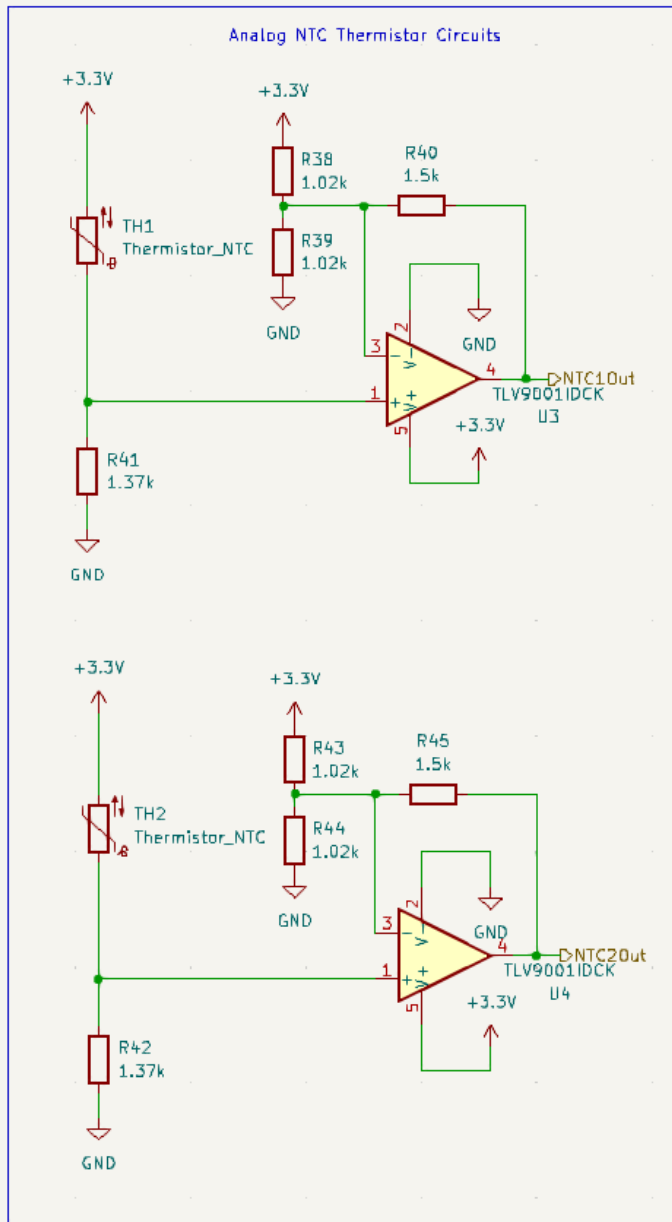 Analog NTC Thermistor Circuits
+3.3V
+3.3V
R38
1.02k
R40
1.5k
TH1
Thermistor_NTC
R39
1.02k
GND
2
GND
3
-
V-
4
NTC1Out
TLV9001IDCK
U3
1
+
V+
5
+3.3V
R41
1.37k
GND
+3.3V
+3.3V
R43
1.02k
R45
1.5k
TH2
Thermistor_NTC
R44
1.02k
GND
2
GND
3
-
V-
4
NTC2Out
TLV9001IDCK
U4
1
+
V+
5
+3.3V
R42
1.37k
GND